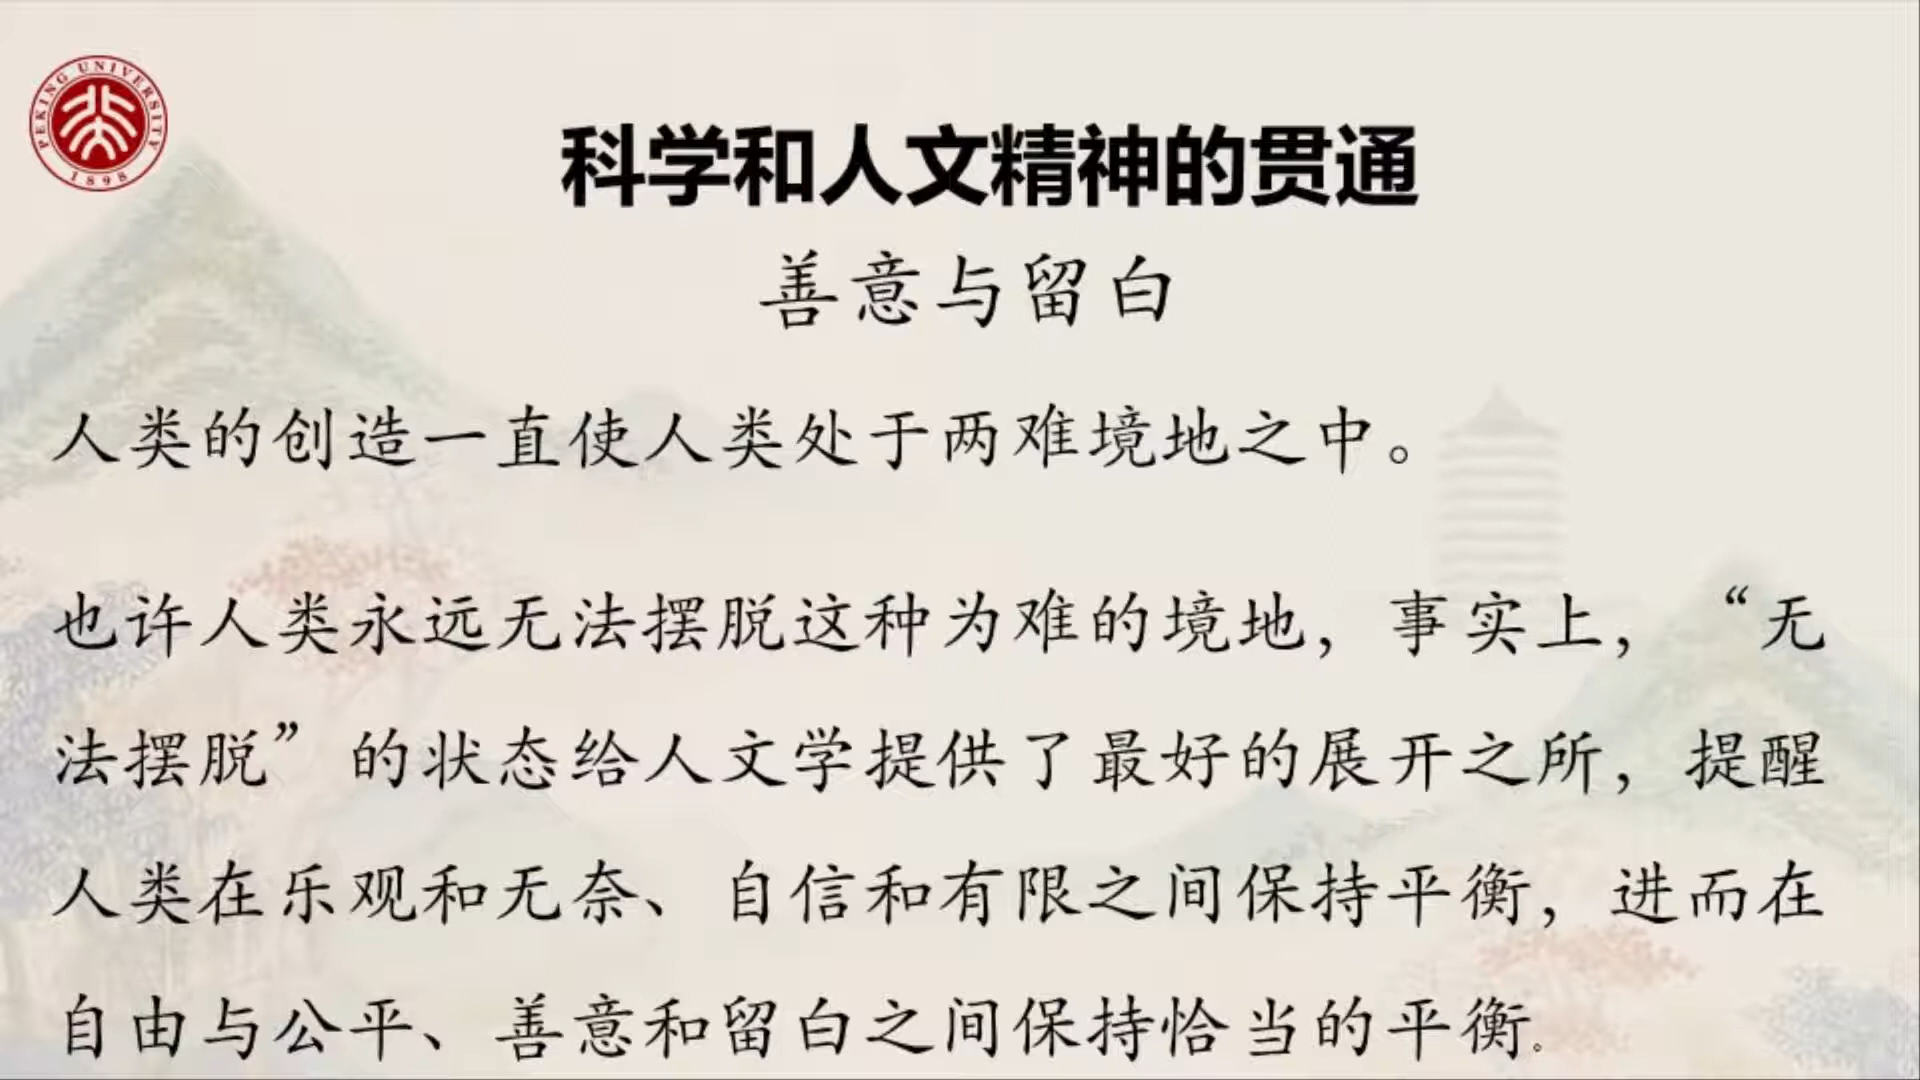 PEKING UNIVERSITY
1898
科学和人文精神的贯通
善意与留白
人类的创造一直使人类处于两难境地之中。
也许人类永远无法摆脱这种为难的境地，事实上，“无
法摆脱”的状态给人文学提供了最好的展开之所，提醒
人类在乐观和无奈、自信和有限之间保持平衡，进而在
自由与公平、善意和留白之间保持恰当的平衡。